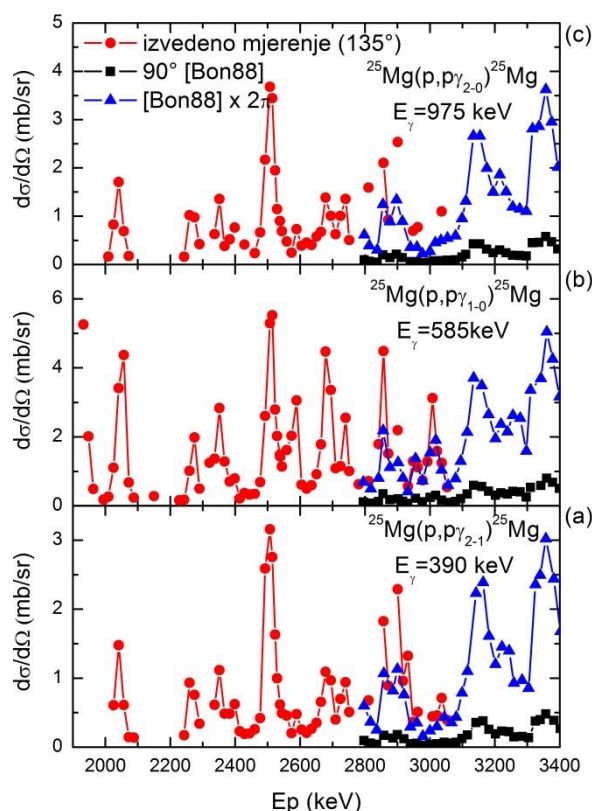 izvedeno mjerenje (135°)
90° [Bon88]
[Bon88] x 2π
(c)
²⁵Mg(p,pγ₂₋₀)²⁵Mg
Eᵧ=975 keV
dσ/dΩ (mb/sr)
5
4
3
2
1
0
(b)
²⁵Mg(p,pγ₁₋₀)²⁵Mg
Eᵧ=585keV
dσ/dΩ (mb/sr)
6
4
2
0
(a)
²⁵Mg(p,pγ₂₋₁)²⁵Mg
Eᵧ=390 keV
dσ/dΩ (mb/sr)
3
2
1
0
2000 2200 2400 2600 2800 3000 3200 3400
Ep (keV)